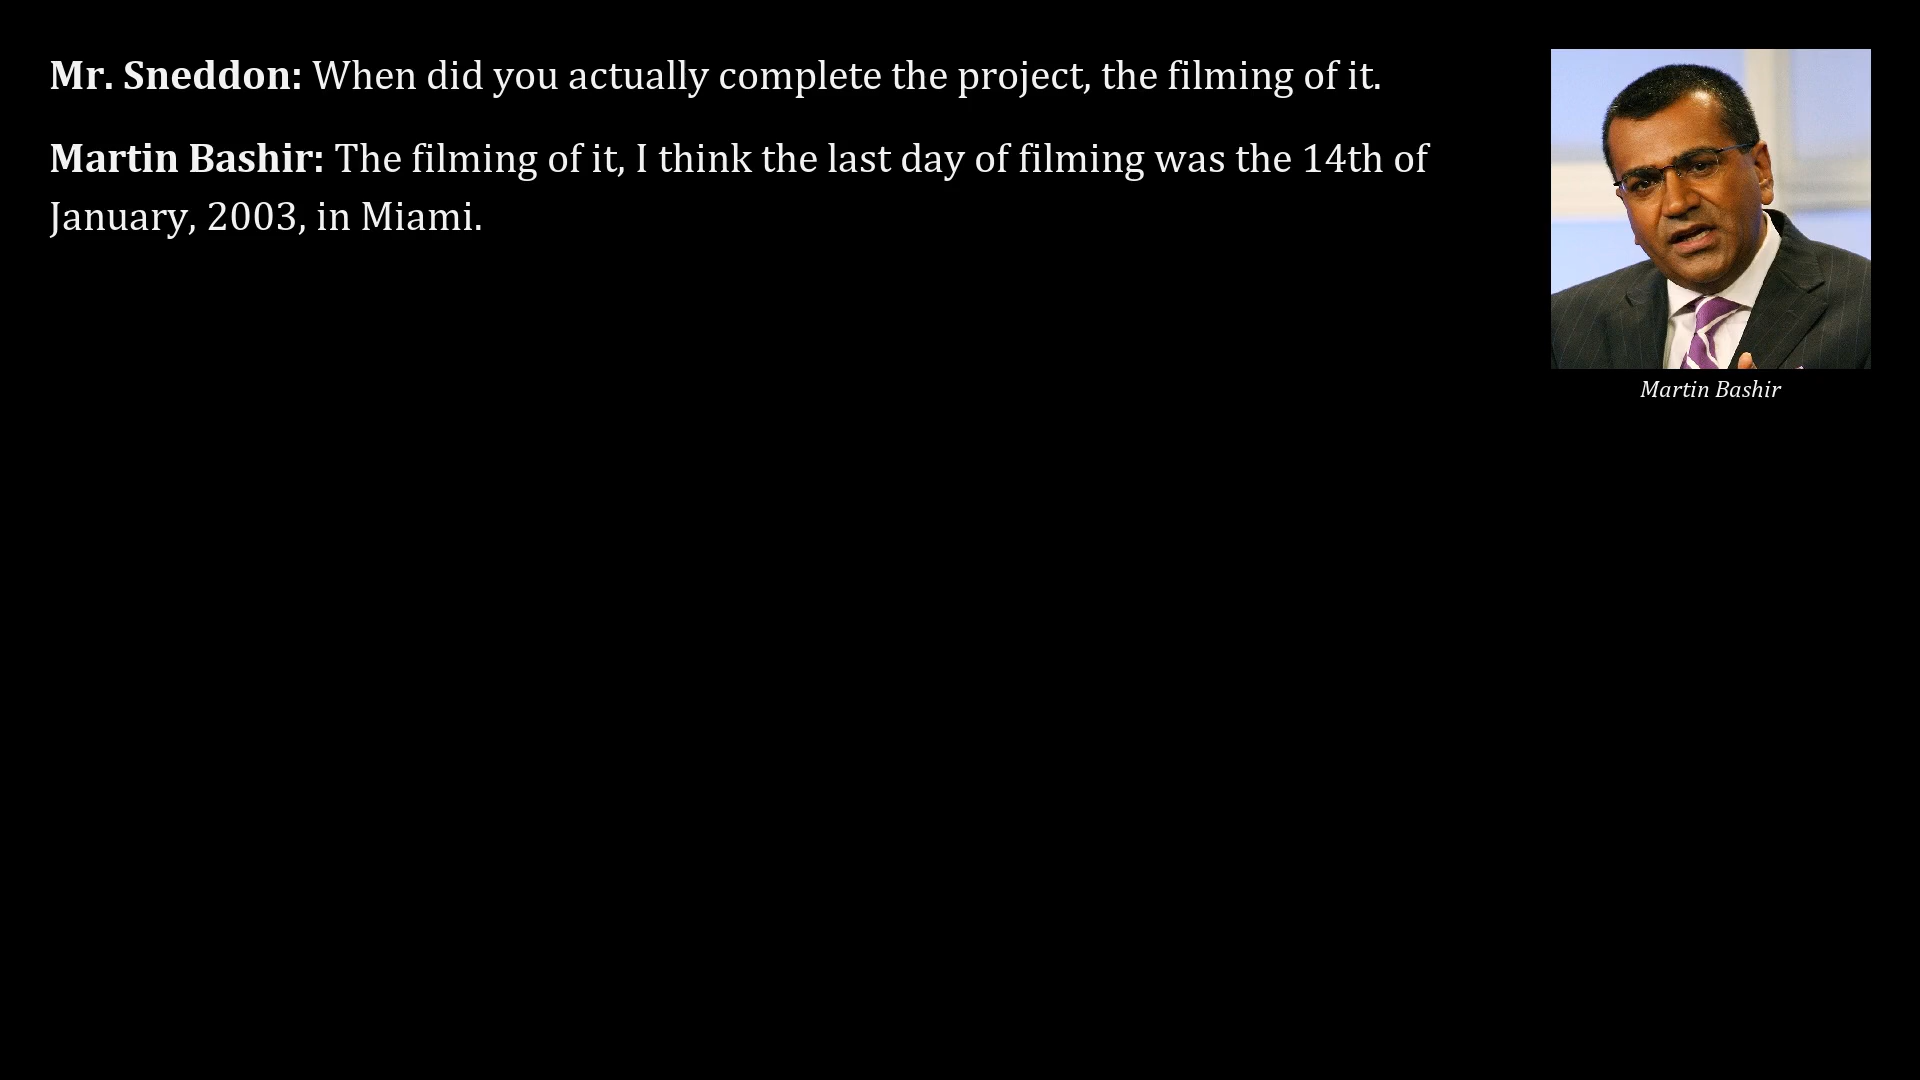 Mr. Sneddon: When did you actually complete the project, the filming of it.
Martin Bashir: The filming of it, I think the last day of filming was the 14th of
January, 2003, in Miami.
Martin Bashir